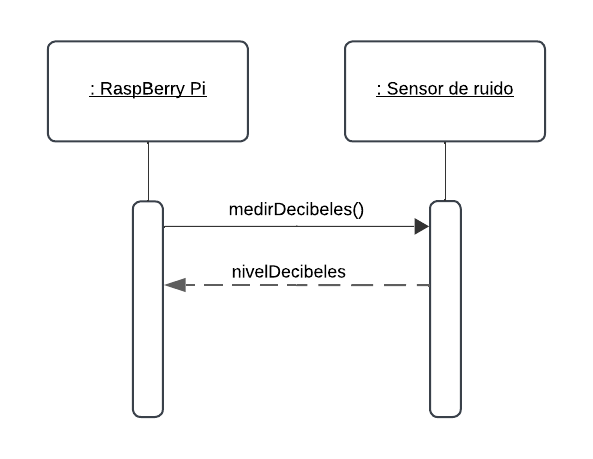 : RaspBerry Pi
: Sensor de ruido
medirDecibeles()
nivelDecibeles